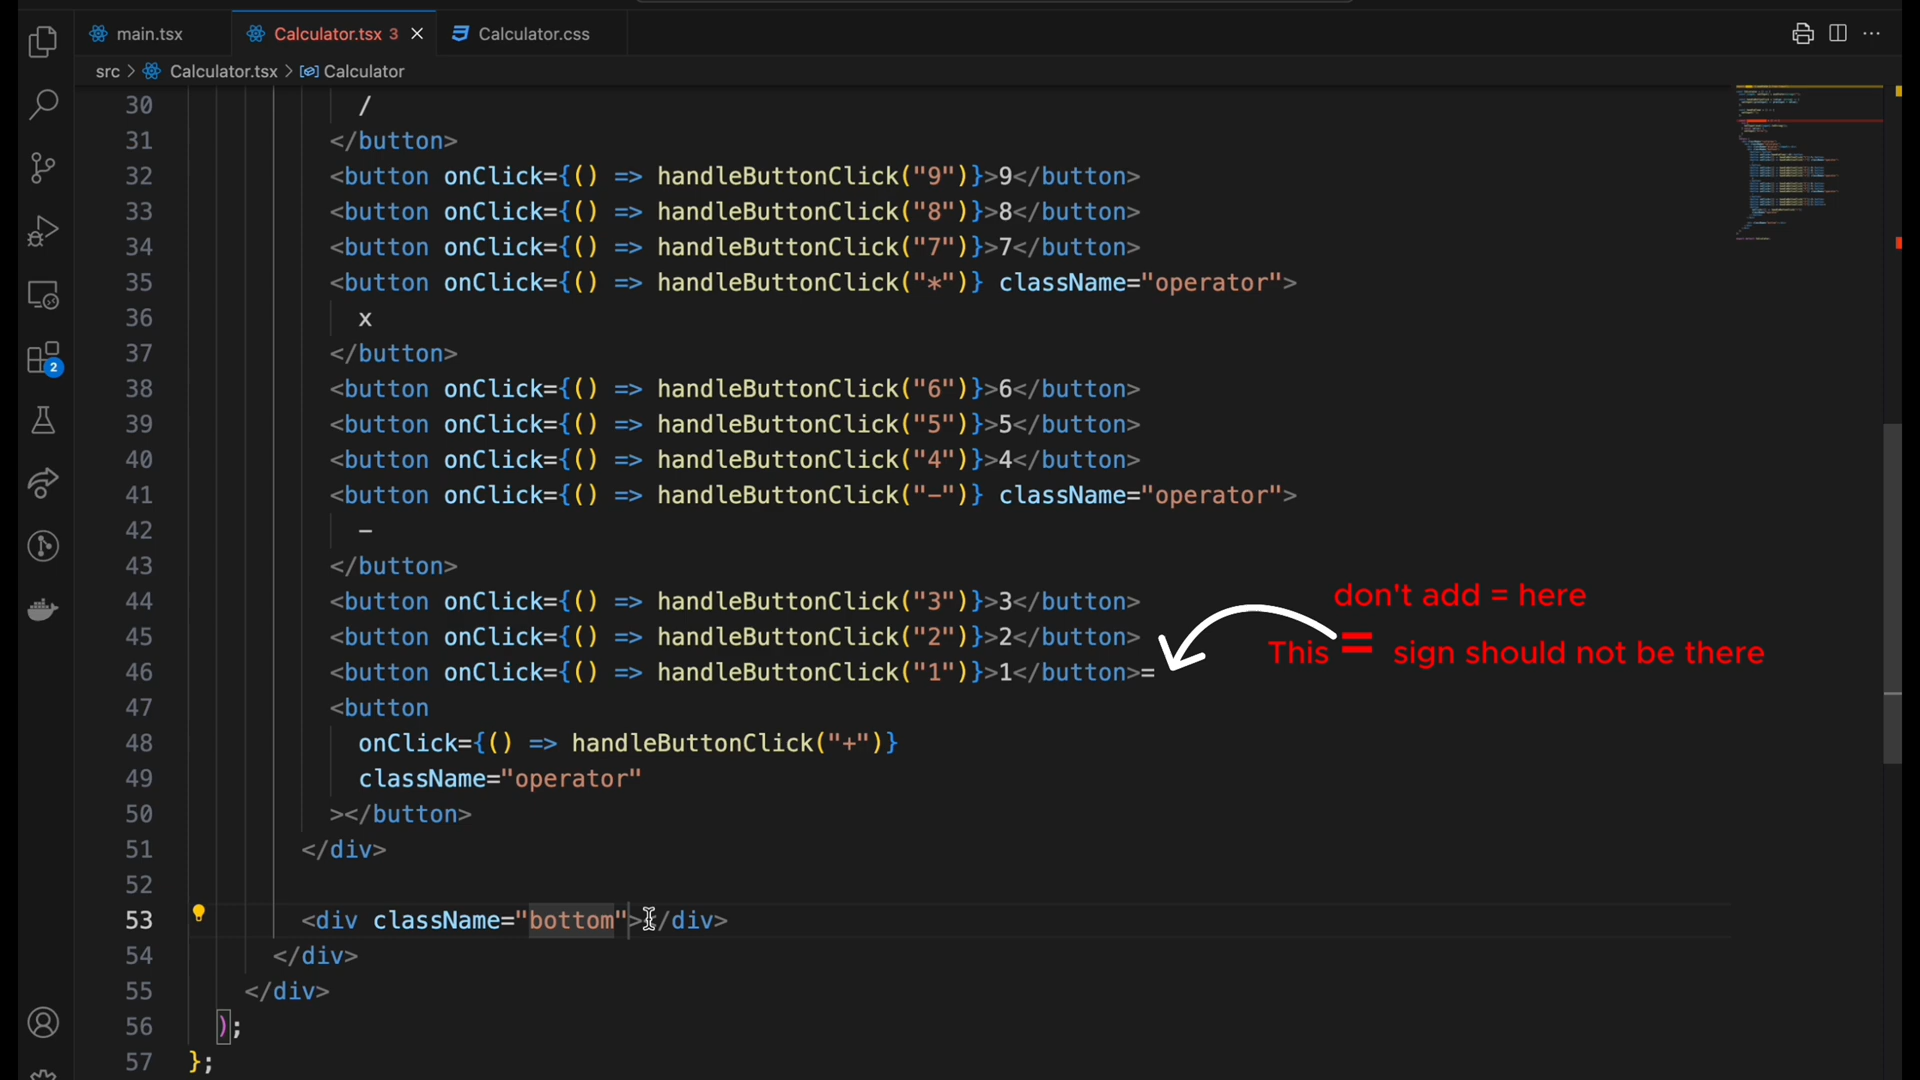 main.tsx
Calculator.tsx 3
Calculator.css
src > Calculator.tsx > Calculator
30 /
31 </button>
32 <button onClick={() => handleButtonClick("9")}>9</button>
33 <button onClick={() => handleButtonClick("8")}>8</button>
34 <button onClick={() => handleButtonClick("7")}>7</button>
35 <button onClick={() => handleButtonClick("*")} className="operator">
36 x
37 </button>
38 <button onClick={() => handleButtonClick("6")}>6</button>
39 <button onClick={() => handleButtonClick("5")}>5</button>
40 <button onClick={() => handleButtonClick("4")}>4</button>
41 <button onClick={() => handleButtonClick("-")} className="operator">
42 –
43 </button>
44 <button onClick={() => handleButtonClick("3")}>3</button>
don't add = here
45 <button onClick={() => handleButtonClick("2")}>2</button>
This = sign should not be there
46 <button onClick={() => handleButtonClick("1")}>1</button>=
47 <button
48 onClick={() => handleButtonClick("+")}
49 className="operator"
50 ></button>
51 </div>
52
53 <div className="bottom"></div>
54 </div>
55 </div>
56 );
57 };
2